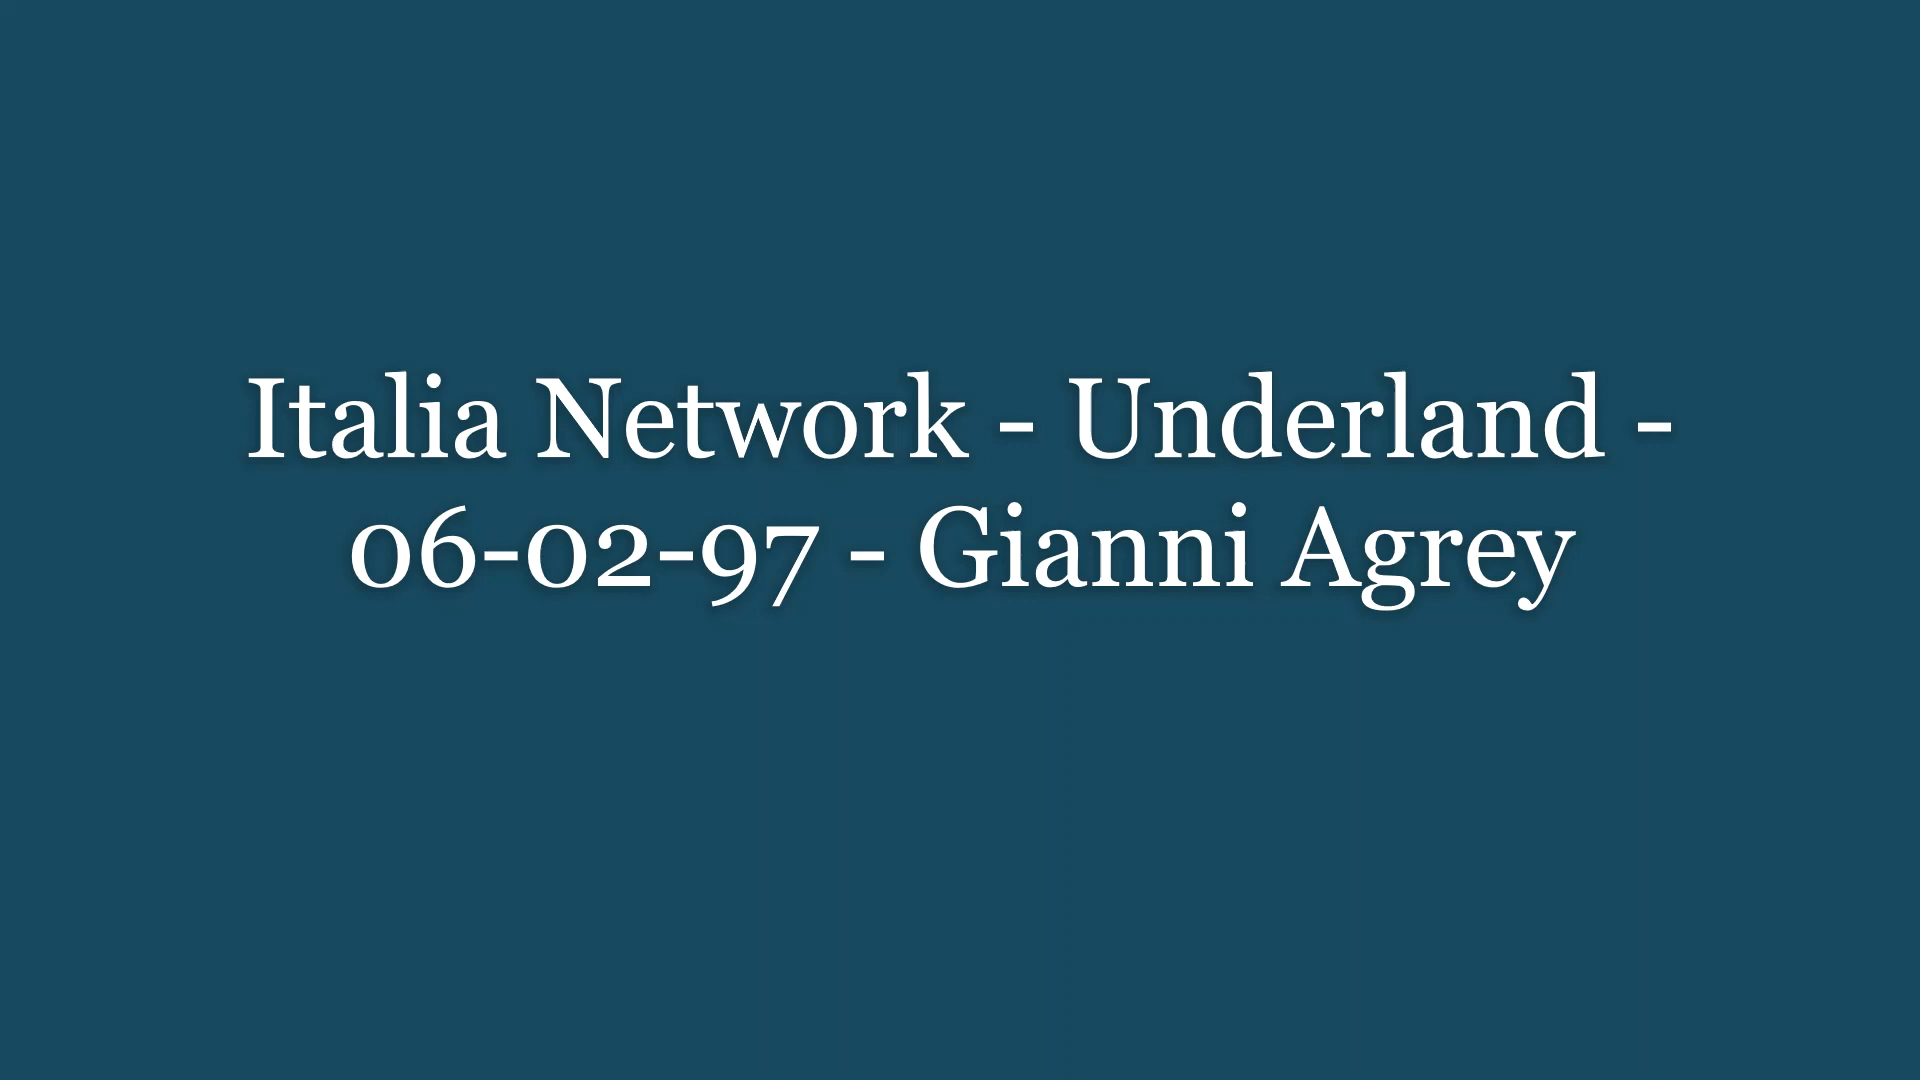 Italia Network - Underland -
06-02-97 - Gianni Agrey